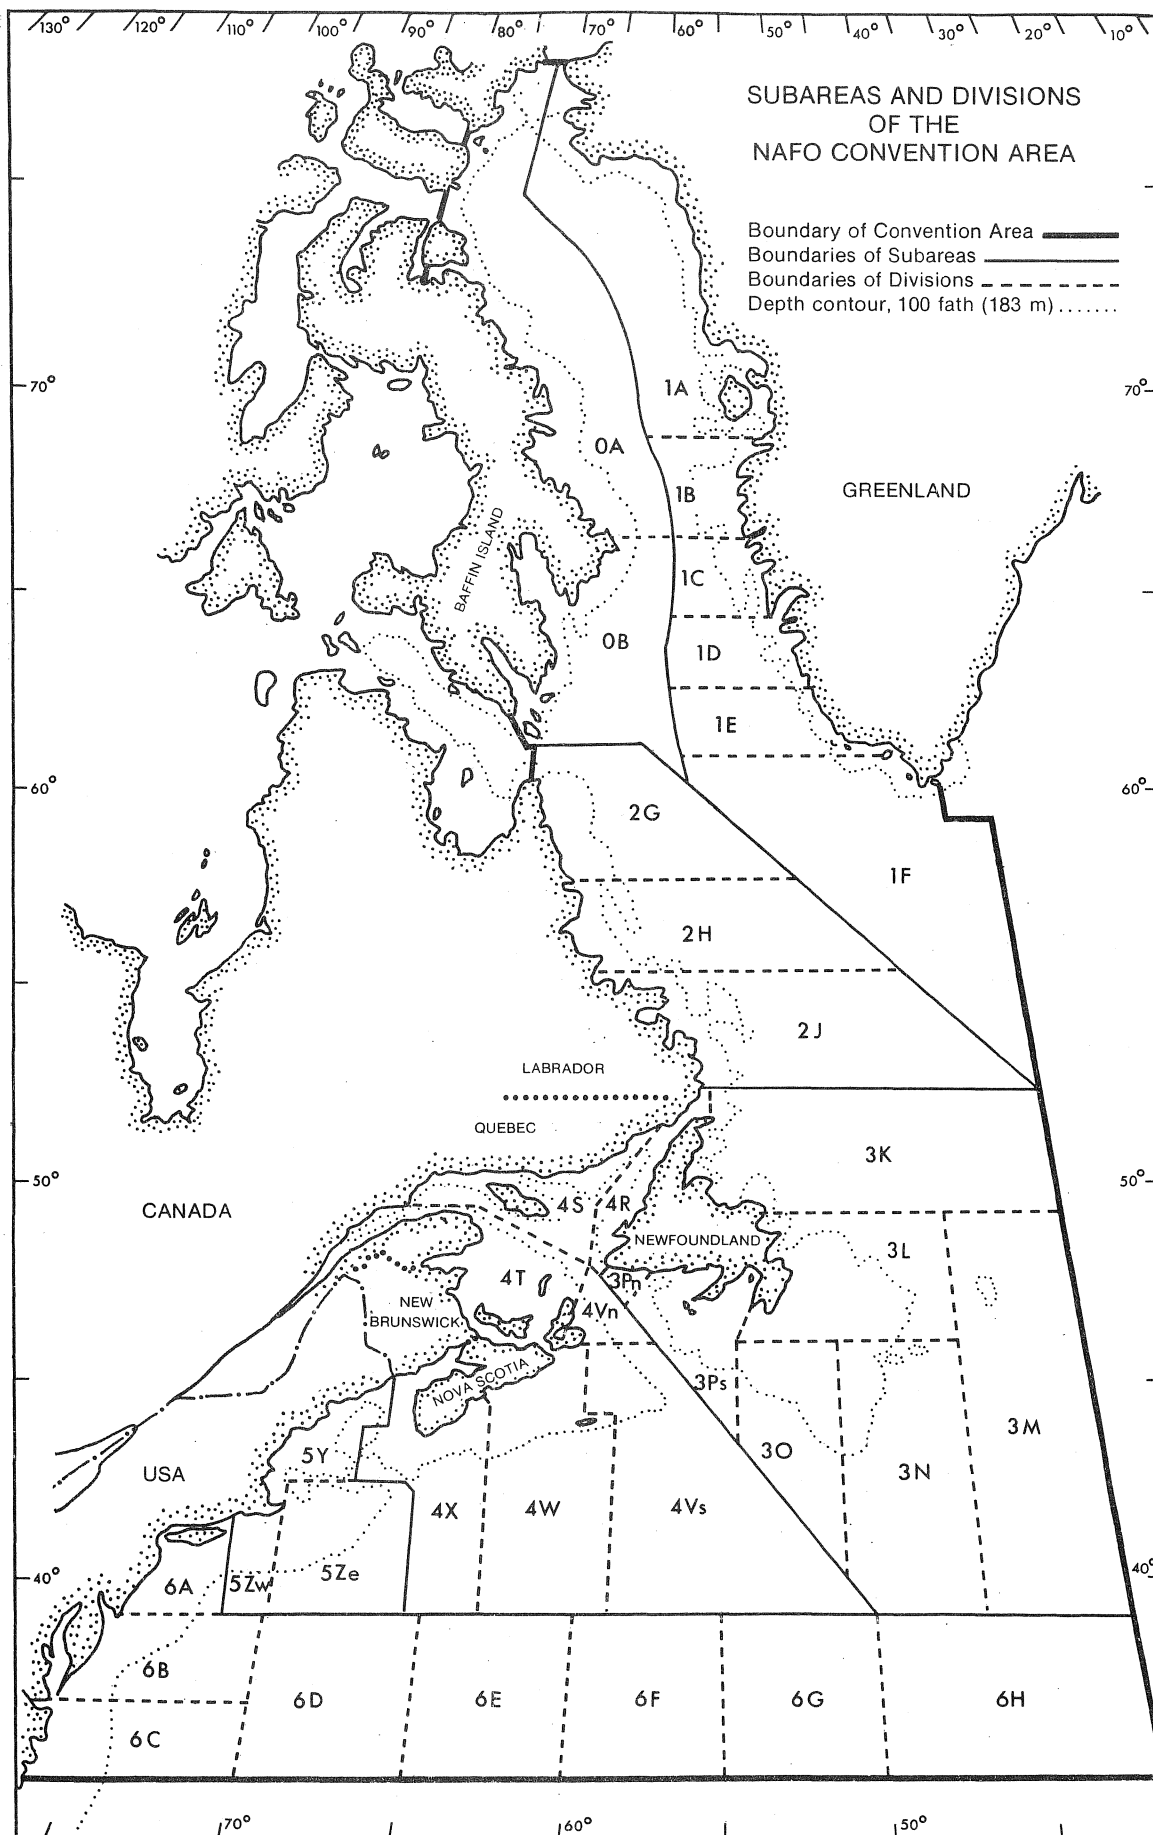 130° 120° 110° 100 90° 80° 70° 60° 50° 40° 30° 20° 10°
SUBAREAS AND DIVISIONS
OF THE
NAFO CONVENTION AREA
Boundary of Convention Area
Boundaries of Subareas
Boundaries of Divisions
Depth contour, 100 fath (183 m)
70° 1A 70°
0A
1B GREENLAND
BAFFIN ISLAND
1C
0B 1D
1E
60° 60°
2G
1F
2H
2J
LABRADOR
QUEBEC
3K
50° 50°
CANADA 4S 4R
NEWFOUNDLAND 3L
4T 3Pn
NEW 4Vn
BRUNSWICK
NOVA SCOTIA 3Ps
3M
5Y 3O
USA 3N
4X 4W 4Vs
40° 6A 5Zw 5Ze 40°
6B
6D 6E 6F 6G 6H
6C
70° 60° 50°